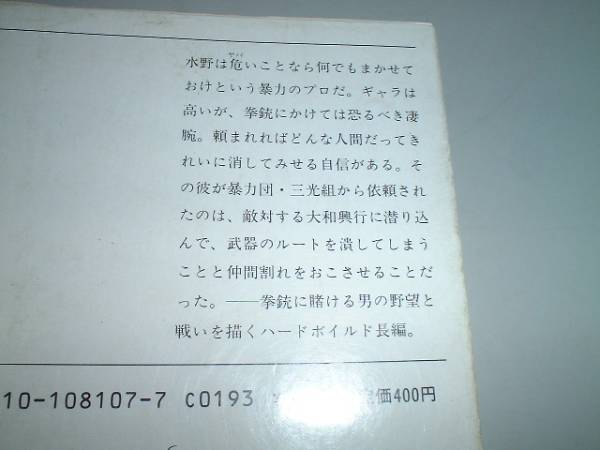 水野は危いことなら何でもまかせて
おけという暴力のプロだ。ギャラは
高いが、拳銃にかけては恐るべき凄
腕。頼まれればどんな人間だってき
れいに消してみせる自信がある。そ
の彼が暴力団・三光組から依頼され
たのは、敵対する大和興行に潜り込
んで、武器のルートを潰してしまう
ことと仲間割れをおこさせることだ
った。──拳銃に賭ける男の野望と
戦いを描くハードボイルド長編。
10-108107-7 C0193 価400円